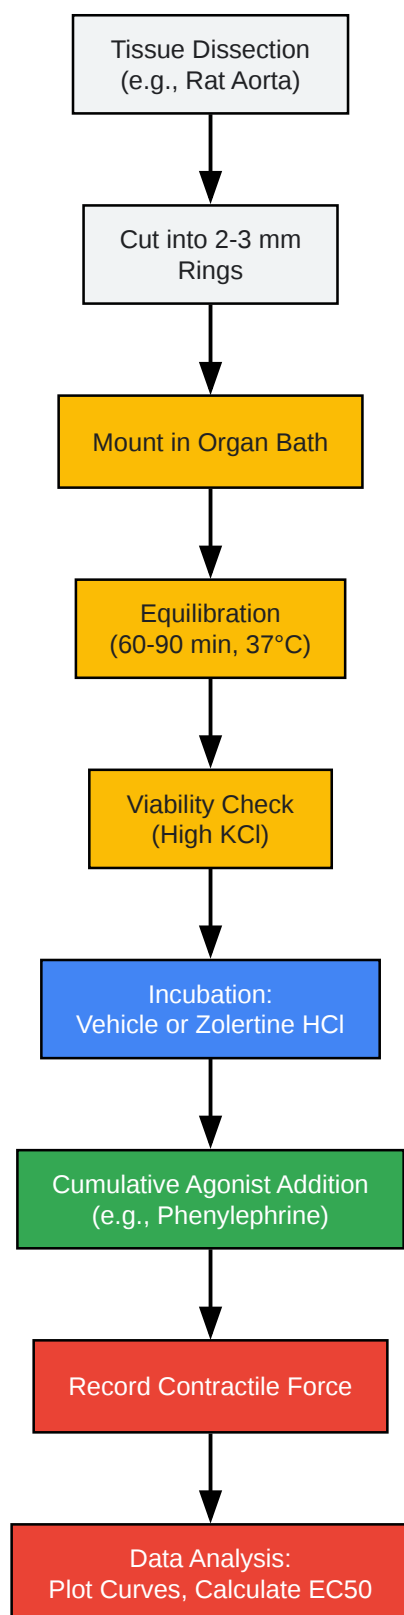 Tissue Dissection
(e.g., Rat Aorta)
Cut into 2-3 mm
Rings
Mount in Organ Bath
Equilibration
(60-90 min, 37°C)
Viability Check
(High KCl)
Incubation:
Vehicle or Zolertine HCl
Cumulative Agonist Addition
(e.g., Phenylephrine)
Record Contractile Force
Data Analysis:
Plot Curves, Calculate EC50